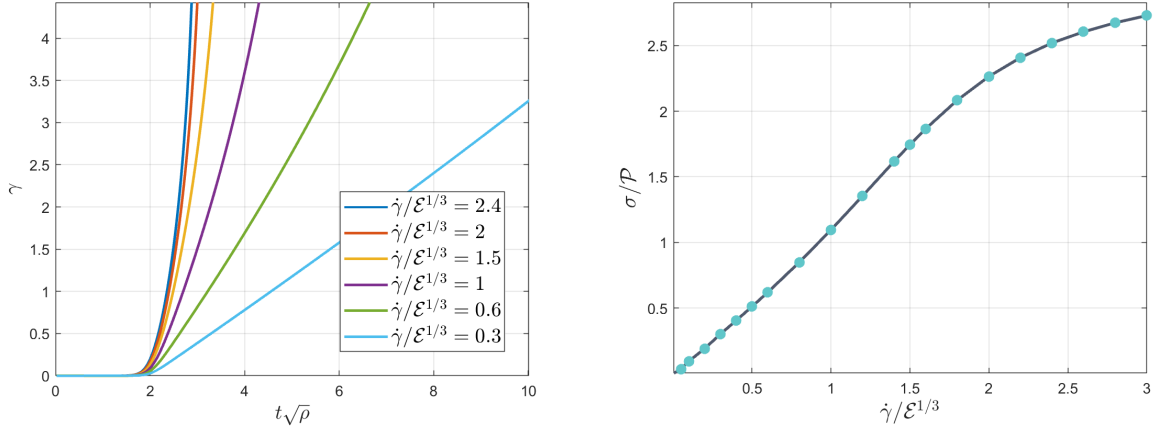 4
3.5
3
2.5
2
1.5
1
0.5
0
γ
γ̇/ℰ^{1/3} = 2.4
γ̇/ℰ^{1/3} = 2
γ̇/ℰ^{1/3} = 1.5
γ̇/ℰ^{1/3} = 1
γ̇/ℰ^{1/3} = 0.6
γ̇/ℰ^{1/3} = 0.3
0 2 4 6 8 10
t√ρ
2.5
2
1.5
1
0.5
σ/𝒫
0.5 1 1.5 2 2.5 3
γ̇/ℰ^{1/3}